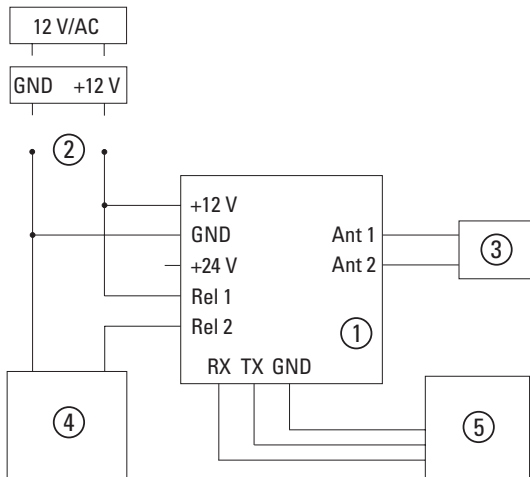 12 V/AC
GND +12 V
2
+12 V
GND Ant 1
3
+24 V Ant 2
Rel 1
Rel 2 1
RX TX GND
4
5